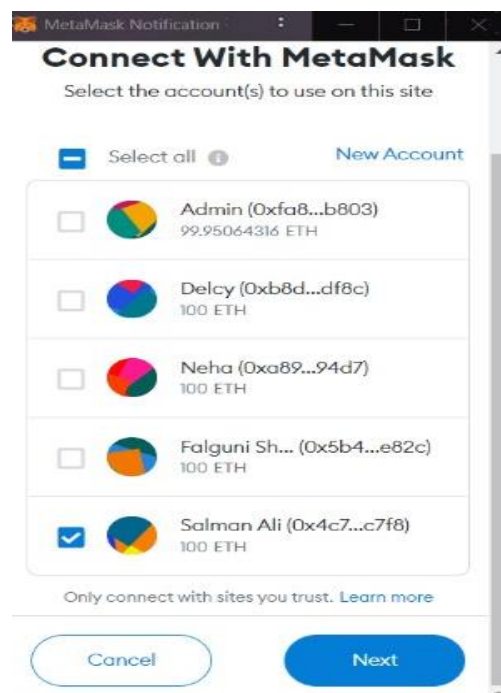 MetaMask Notification
Connect With MetaMask
Select the account(s) to use on this site
Select all
New Account
Admin (0xfa8...b803)
99.95064316 ETH
Delcy (0xb8d...df8c)
100 ETH
Neha (0xa89...94d7)
100 ETH
Falguni Sh... (0x5b4...e82c)
100 ETH
Salman Ali (0x4c7...c7f8)
100 ETH
Only connect with sites you trust. Learn more
Cancel
Next